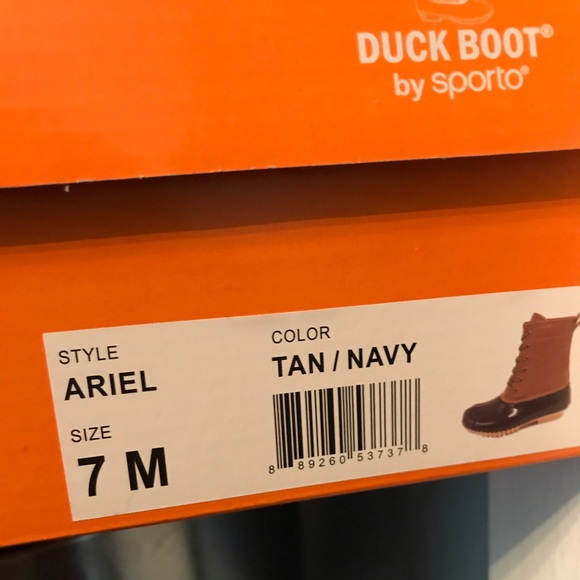 DUCK BOOT®
by sporto®
STYLE
ARIEL
COLOR
TAN / NAVY
SIZE
7 M
8 89260 53737 8